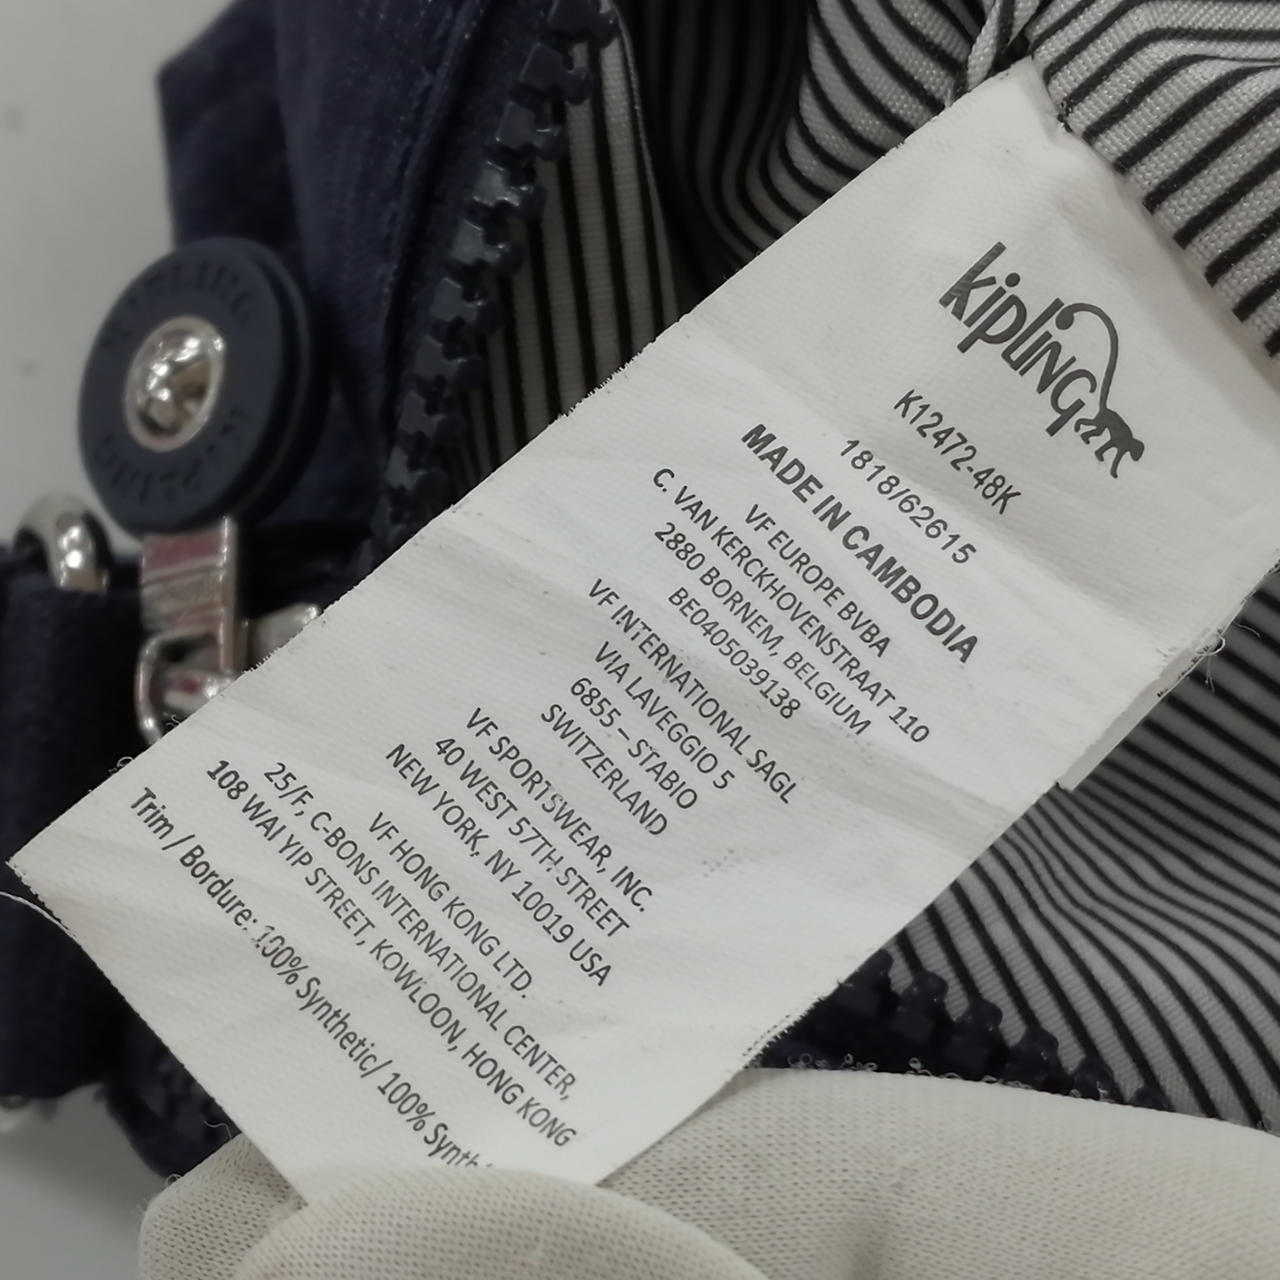 kipling
K12472-48K
1818/62615
MADE IN CAMBODIA
VF EUROPE BVBA
C. VAN KERCKHOVENSTRAAT 110
2880 BORNEM, BELGIUM
BE0405039138
VF INTERNATIONAL SAGL
VIA LAVEGGIO 5
6855 – STABIO
SWITZERLAND
VF SPORTSWEAR, INC.
40 WEST 57TH STREET
NEW YORK, NY 10019 USA
VF HONG KONG LTD.
25/F, C-BONS INTERNATIONAL CENTER,
108 WAI YIP STREET, KOWLOON, HONG KONG
Trim / Bordure: 100% Synthetic/ 100%
KIPLING
KIPLING